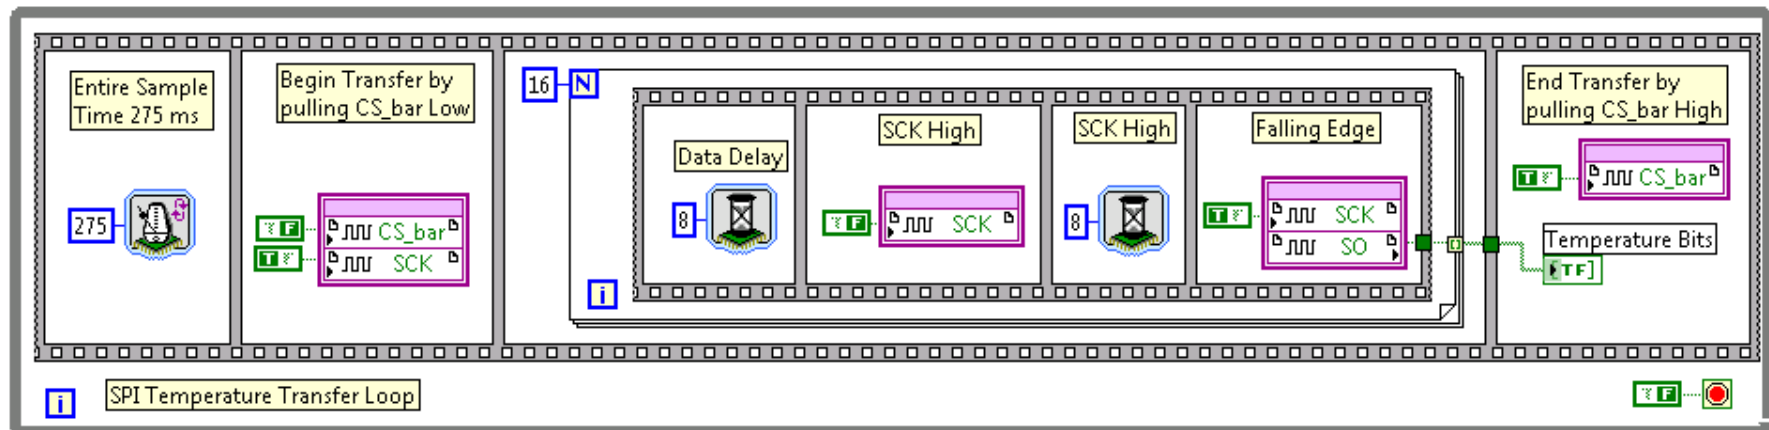 Entire Sample
Time 275 ms
275
Begin Transfer by
pulling CS_bar Low
F
T
CS_bar
SCK
16
N
Data Delay
8
SCK High
F
SCK
SCK High
8
Falling Edge
T
SCK
SO
i
End Transfer by
pulling CS_bar High
T
CS_bar
Temperature Bits
[TF]
i
SPI Temperature Transfer Loop
F